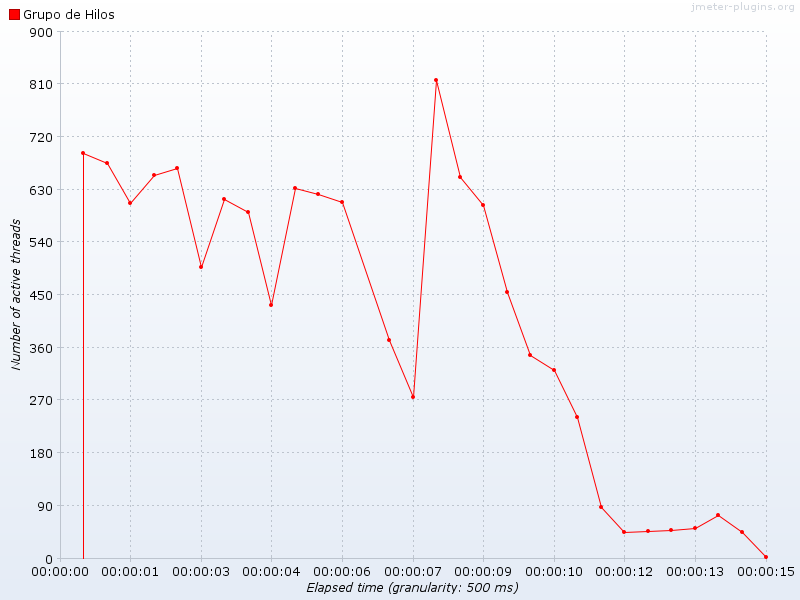 jmeter-plugins.org
Grupo de Hilos
900
810
720
630
540
450
360
270
180
90
0
Number of active threads
00:00:00 00:00:01 00:00:03 00:00:04 00:00:06 00:00:07 00:00:09 00:00:10 00:00:12 00:00:13 00:00:15
Elapsed time (granularity: 500 ms)